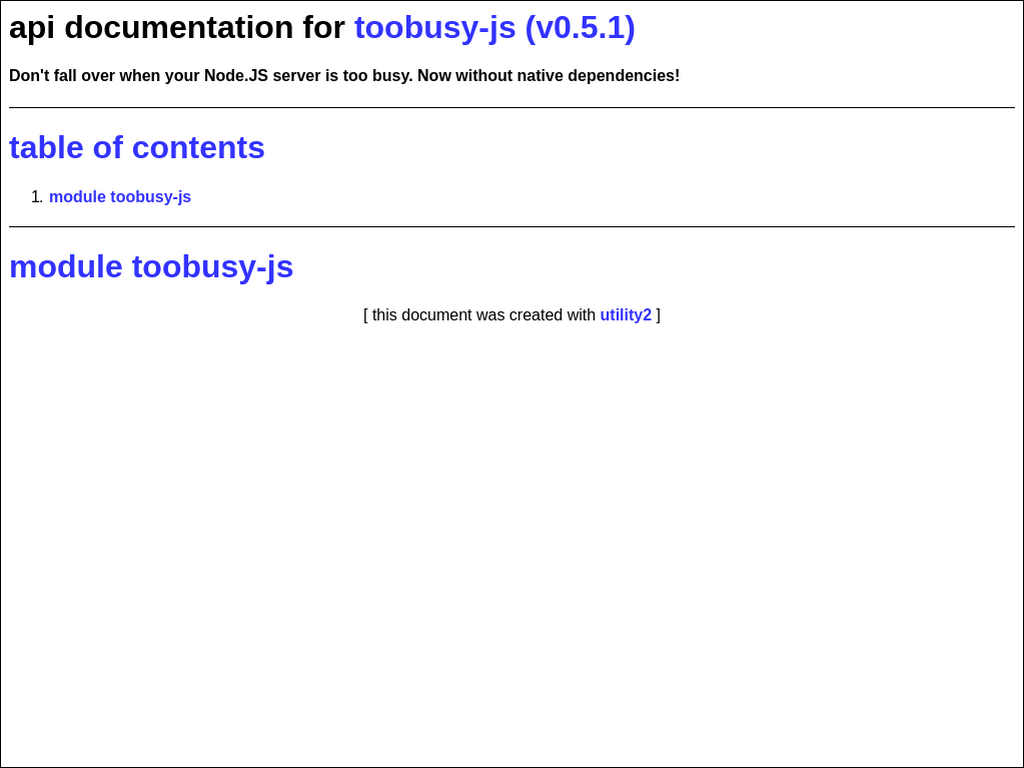 api documentation for toobusy-js (v0.5.1)
Don't fall over when your Node.JS server is too busy. Now without native dependencies!
table of contents
1. module toobusy-js
module toobusy-js
[ this document was created with utility2 ]